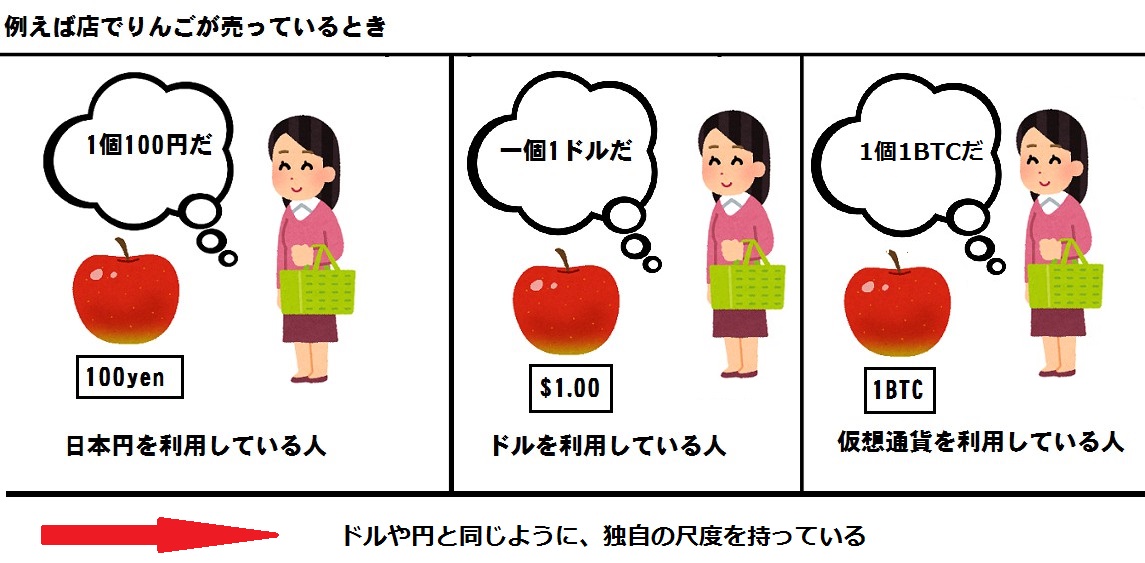 例えば店でりんごが売っているとき
1個100円だ
100yen
日本円を利用している人
一個1ドルだ
$1.00
ドルを利用している人
1個1BTCだ
1BTC
仮想通貨を利用している人
ドルや円と同じように、独自の尺度を持っている